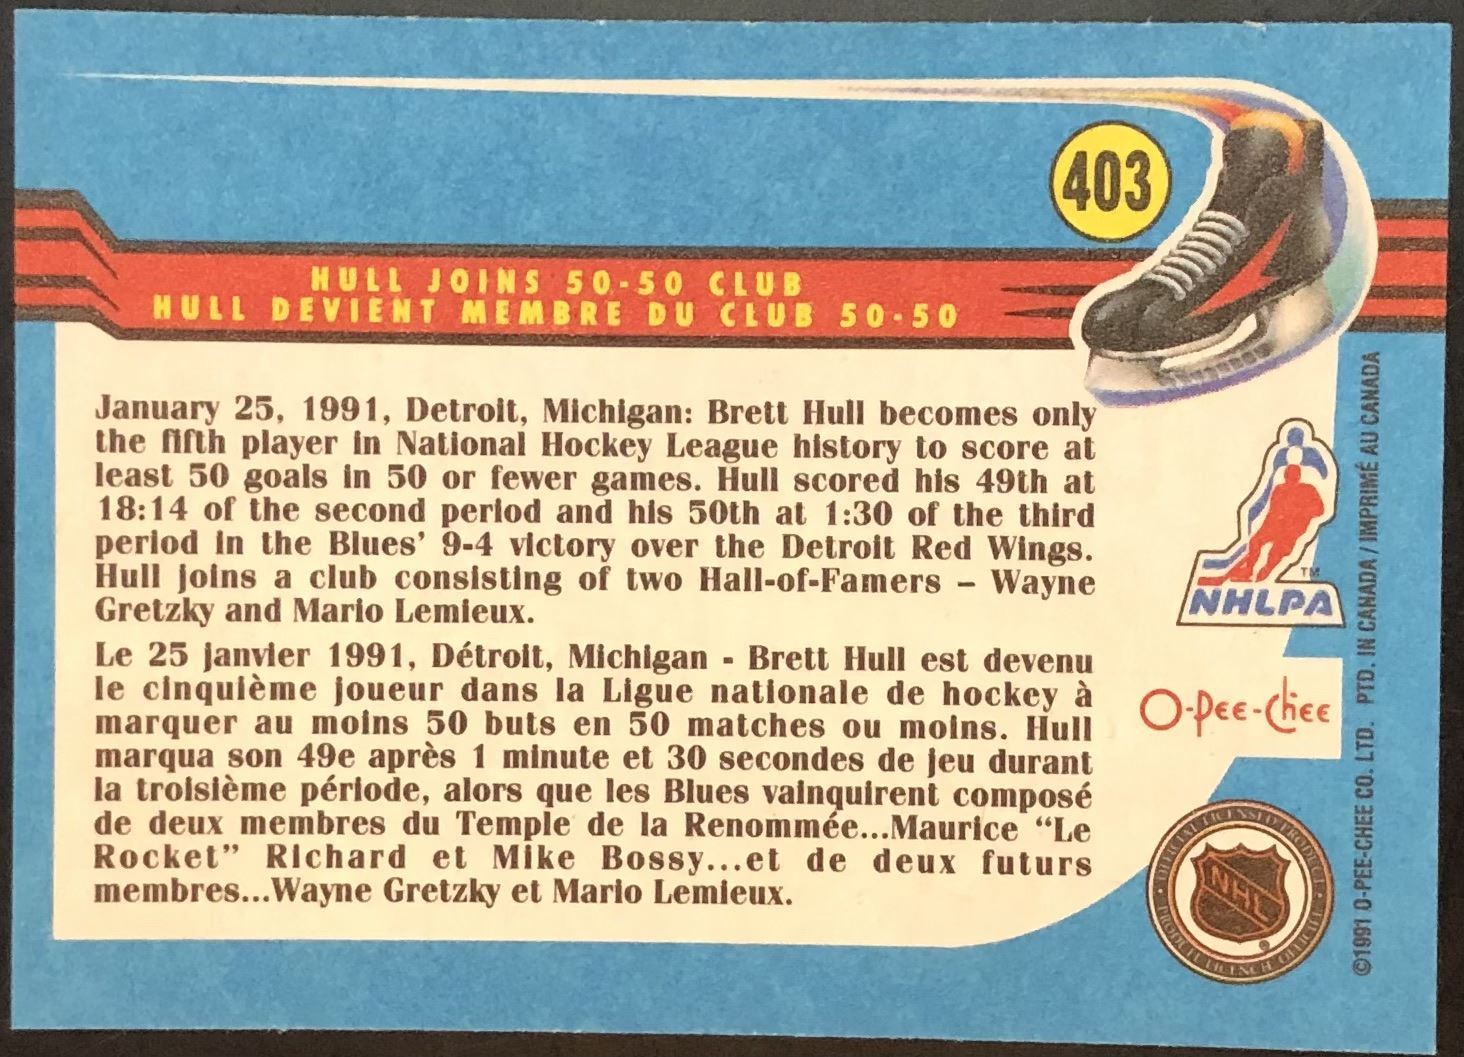 403
HULL JOINS 50-50 CLUB
HULL DEVIENT MEMBRE DU CLUB 50-50
January 25, 1991, Detroit, Michigan: Brett Hull becomes only
the fifth player in National Hockey League history to score at
least 50 goals in 50 or fewer games. Hull scored his 49th at
18:14 of the second period and his 50th at 1:30 of the third
period in the Blues' 9-4 victory over the Detroit Red Wings.
Hull joins a club consisting of two Hall-of-Famers – Wayne
Gretzky and Mario Lemieux.
Le 25 janvier 1991, Détroit, Michigan - Brett Hull est devenu
le cinquième joueur dans la Ligue nationale de hockey à
marquer au moins 50 buts en 50 matches ou moins. Hull
marqua son 49e après 1 minute et 30 secondes de jeu durant
la troisième période, alors que les Blues vainquirent composé
de deux membres du Temple de la Renommée...Maurice "Le
Rocket" Richard et Mike Bossy...et de deux futurs
membres...Wayne Gretzky et Mario Lemieux.
TM
NHLPA
O-Pee-Chee
OFFICIAL LICENSED PRODUCT
NHL
®
PRODUIT LICENCIÉ OFFICIEL
©1991 O-PEE-CHEE CO. LTD. PTD. IN CANADA / IMPRIMÉ AU CANADA